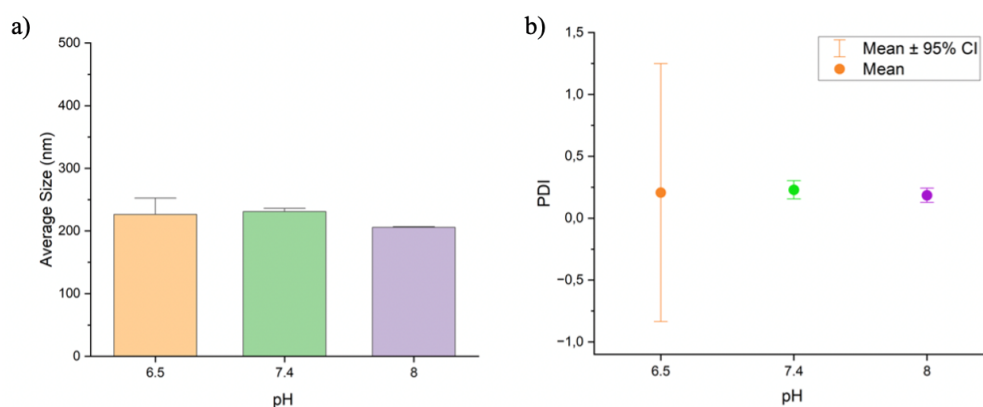 a)
500
400
300
200
100
0
Average Size (nm)
6.5 7.4 8
pH
b)
1,5
1,0
0,5
0,0
−0,5
−1,0
PDI
Mean ± 95% CI
Mean
6.5 7.4 8
pH